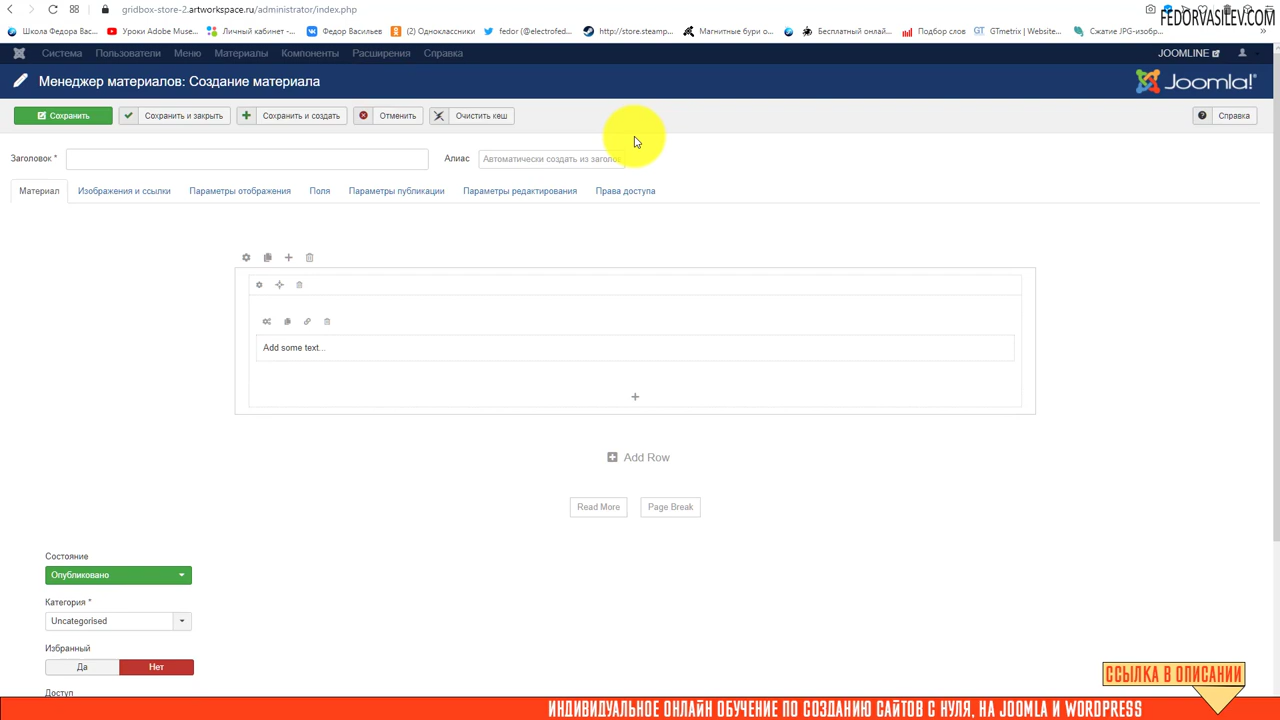 gridbox-store-2.artworkspace.ru/administrator/index.php
FEDORVASILEV.COM
Школа Федора Вас... Уроки Adobe Muse... Личный кабинет -... Федор Васильев (2) Одноклассники fedor (@electrofed... http://store.steamp... Магнитные бури о... Бесплатный онлайн... Подбор слов GTmetrix | Website... Сжатие JPG-изобр...
Система Пользователи Меню Материалы Компоненты Расширения Справка JOOMLINE
Менеджер материалов: Создание материала Joomla!
Сохранить Сохранить и закрыть Сохранить и создать Отменить Очистить кеш Справка
Заголовок * Алиас Автоматически создать из заголо
Материал Изображения и ссылки Параметры отображения Поля Параметры публикации Параметры редактирования Права доступа
Add some text...
Add Row
Read More Page Break
Состояние
Опубликовано
Категория *
Uncategorised
Избранный
Да Нет
Доступ
ССЫЛКА В ОПИСАНИИ
ИНДИВИДУАЛЬНОЕ ОНЛАЙН ОБУЧЕНИЕ ПО СОЗДАНИЮ САЙТОВ С НУЛЯ, НА JOOMLA И WORDPRESS